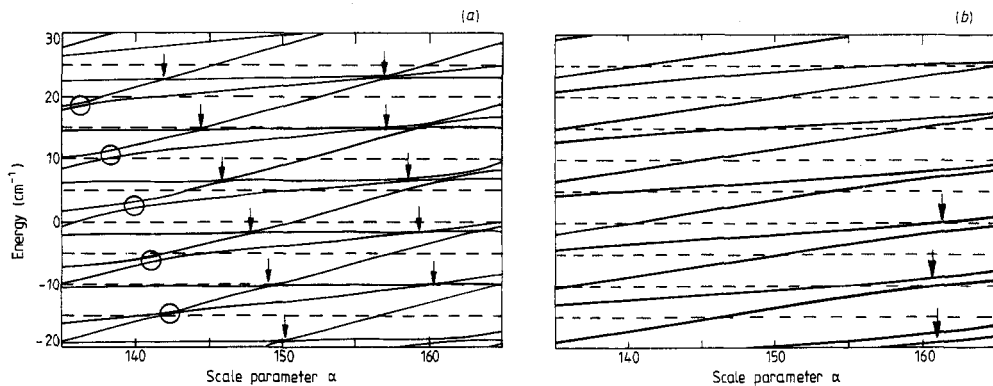 (a)
(b)
30
20
10
0
-10
-20
Energy (cm⁻¹)
140
150
160
140
150
160
Scale parameter α
Scale parameter α